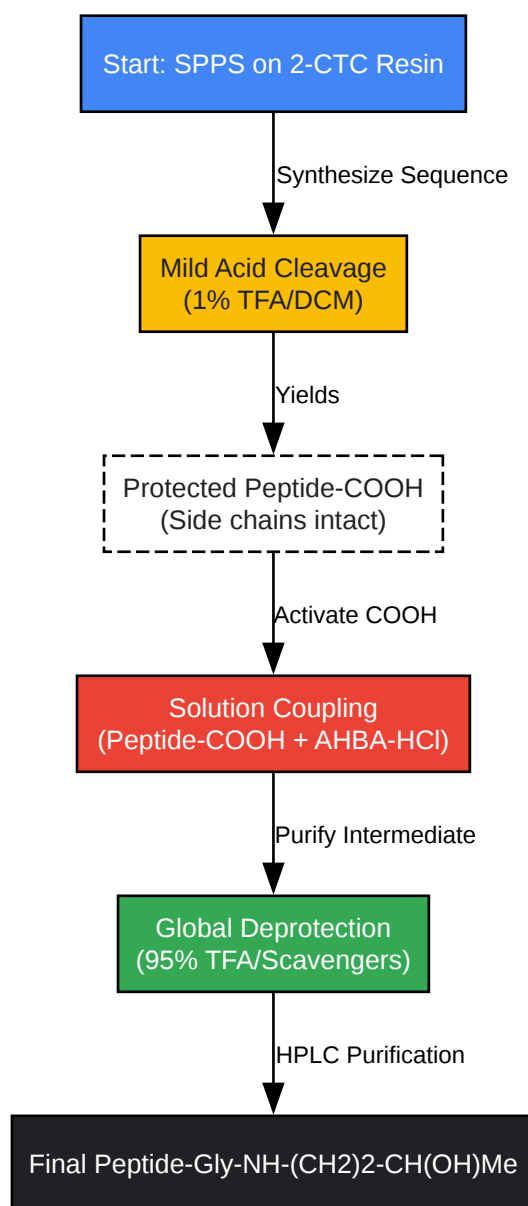 Start: SPPS on 2-CTC Resin
Synthesize Sequence
Mild Acid Cleavage
(1% TFA/DCM)
Yields
Protected Peptide-COOH
(Side chains intact)
Activate COOH
Solution Coupling
(Peptide-COOH + AHBA-HCl)
Purify Intermediate
Global Deprotection
(95% TFA/Scavengers)
HPLC Purification
Final Peptide-Gly-NH-(CH2)2-CH(OH)Me